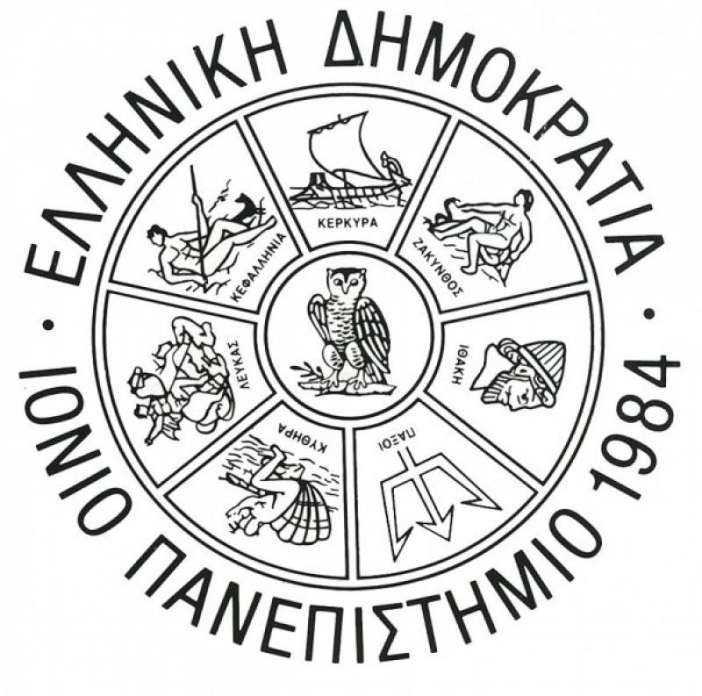 ΕΛΛΗΝΙΚΗ ΔΗΜΟΚΡΑΤΙΑ
· ΙΟΝΙΟ ΠΑΝΕΠΙΣΤΗΜΙΟ 1984 ·
ΚΕΡΚΥΡΑ
ΖΑΚΥΝΘΟΣ
ΙΘΑΚΗ
ΠΑΞΟΙ
ΚΥΘΗΡΑ
ΛΕΥΚΑΣ
ΚΕΦΑΛΛΗΝΙΑ